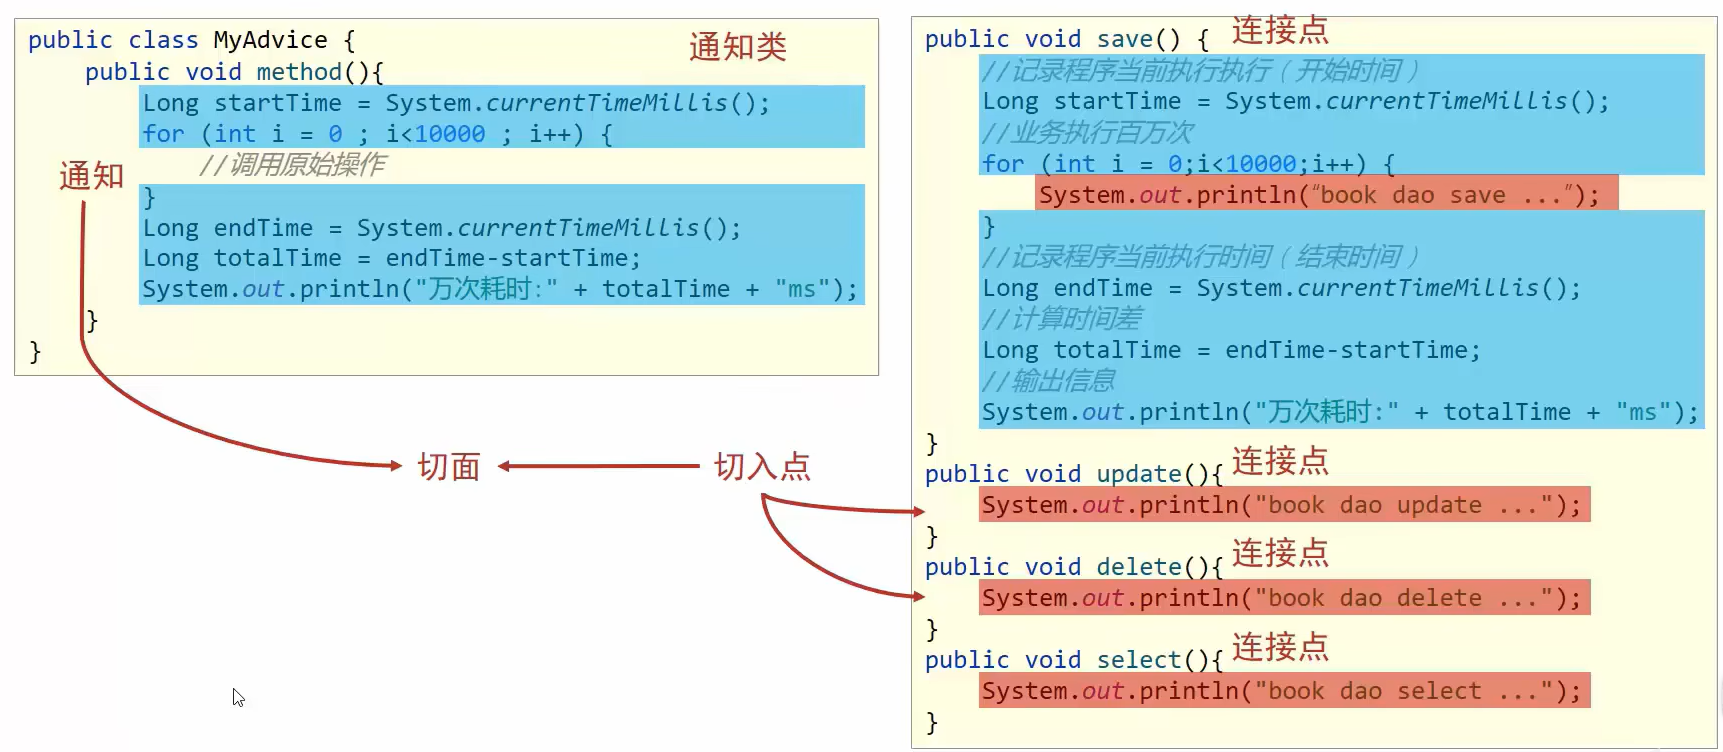 public class MyAdvice {
通知类
public void method(){
Long startTime = System.currentTimeMillis();
for (int i = 0 ; i<10000 ; i++) {
//调用原始操作
通知
}
Long endTime = System.currentTimeMillis();
Long totalTime = endTime-startTime;
System.out.println("万次耗时:" + totalTime + "ms");
}
}
切面
切入点
public void save() {
连接点
//记录程序当前执行执行（开始时间）
Long startTime = System.currentTimeMillis();
//业务执行百万次
for (int i = 0;i<10000;i++) {
System.out.println(“book dao save ...”);
}
//记录程序当前执行时间（结束时间）
Long endTime = System.currentTimeMillis();
//计算时间差
Long totalTime = endTime-startTime;
//输出信息
System.out.println("万次耗时:" + totalTime + "ms");
}
public void update(){
连接点
System.out.println("book dao update ...");
}
public void delete(){
连接点
System.out.println("book dao delete ...");
}
public void select(){
连接点
System.out.println("book dao select ...");
}